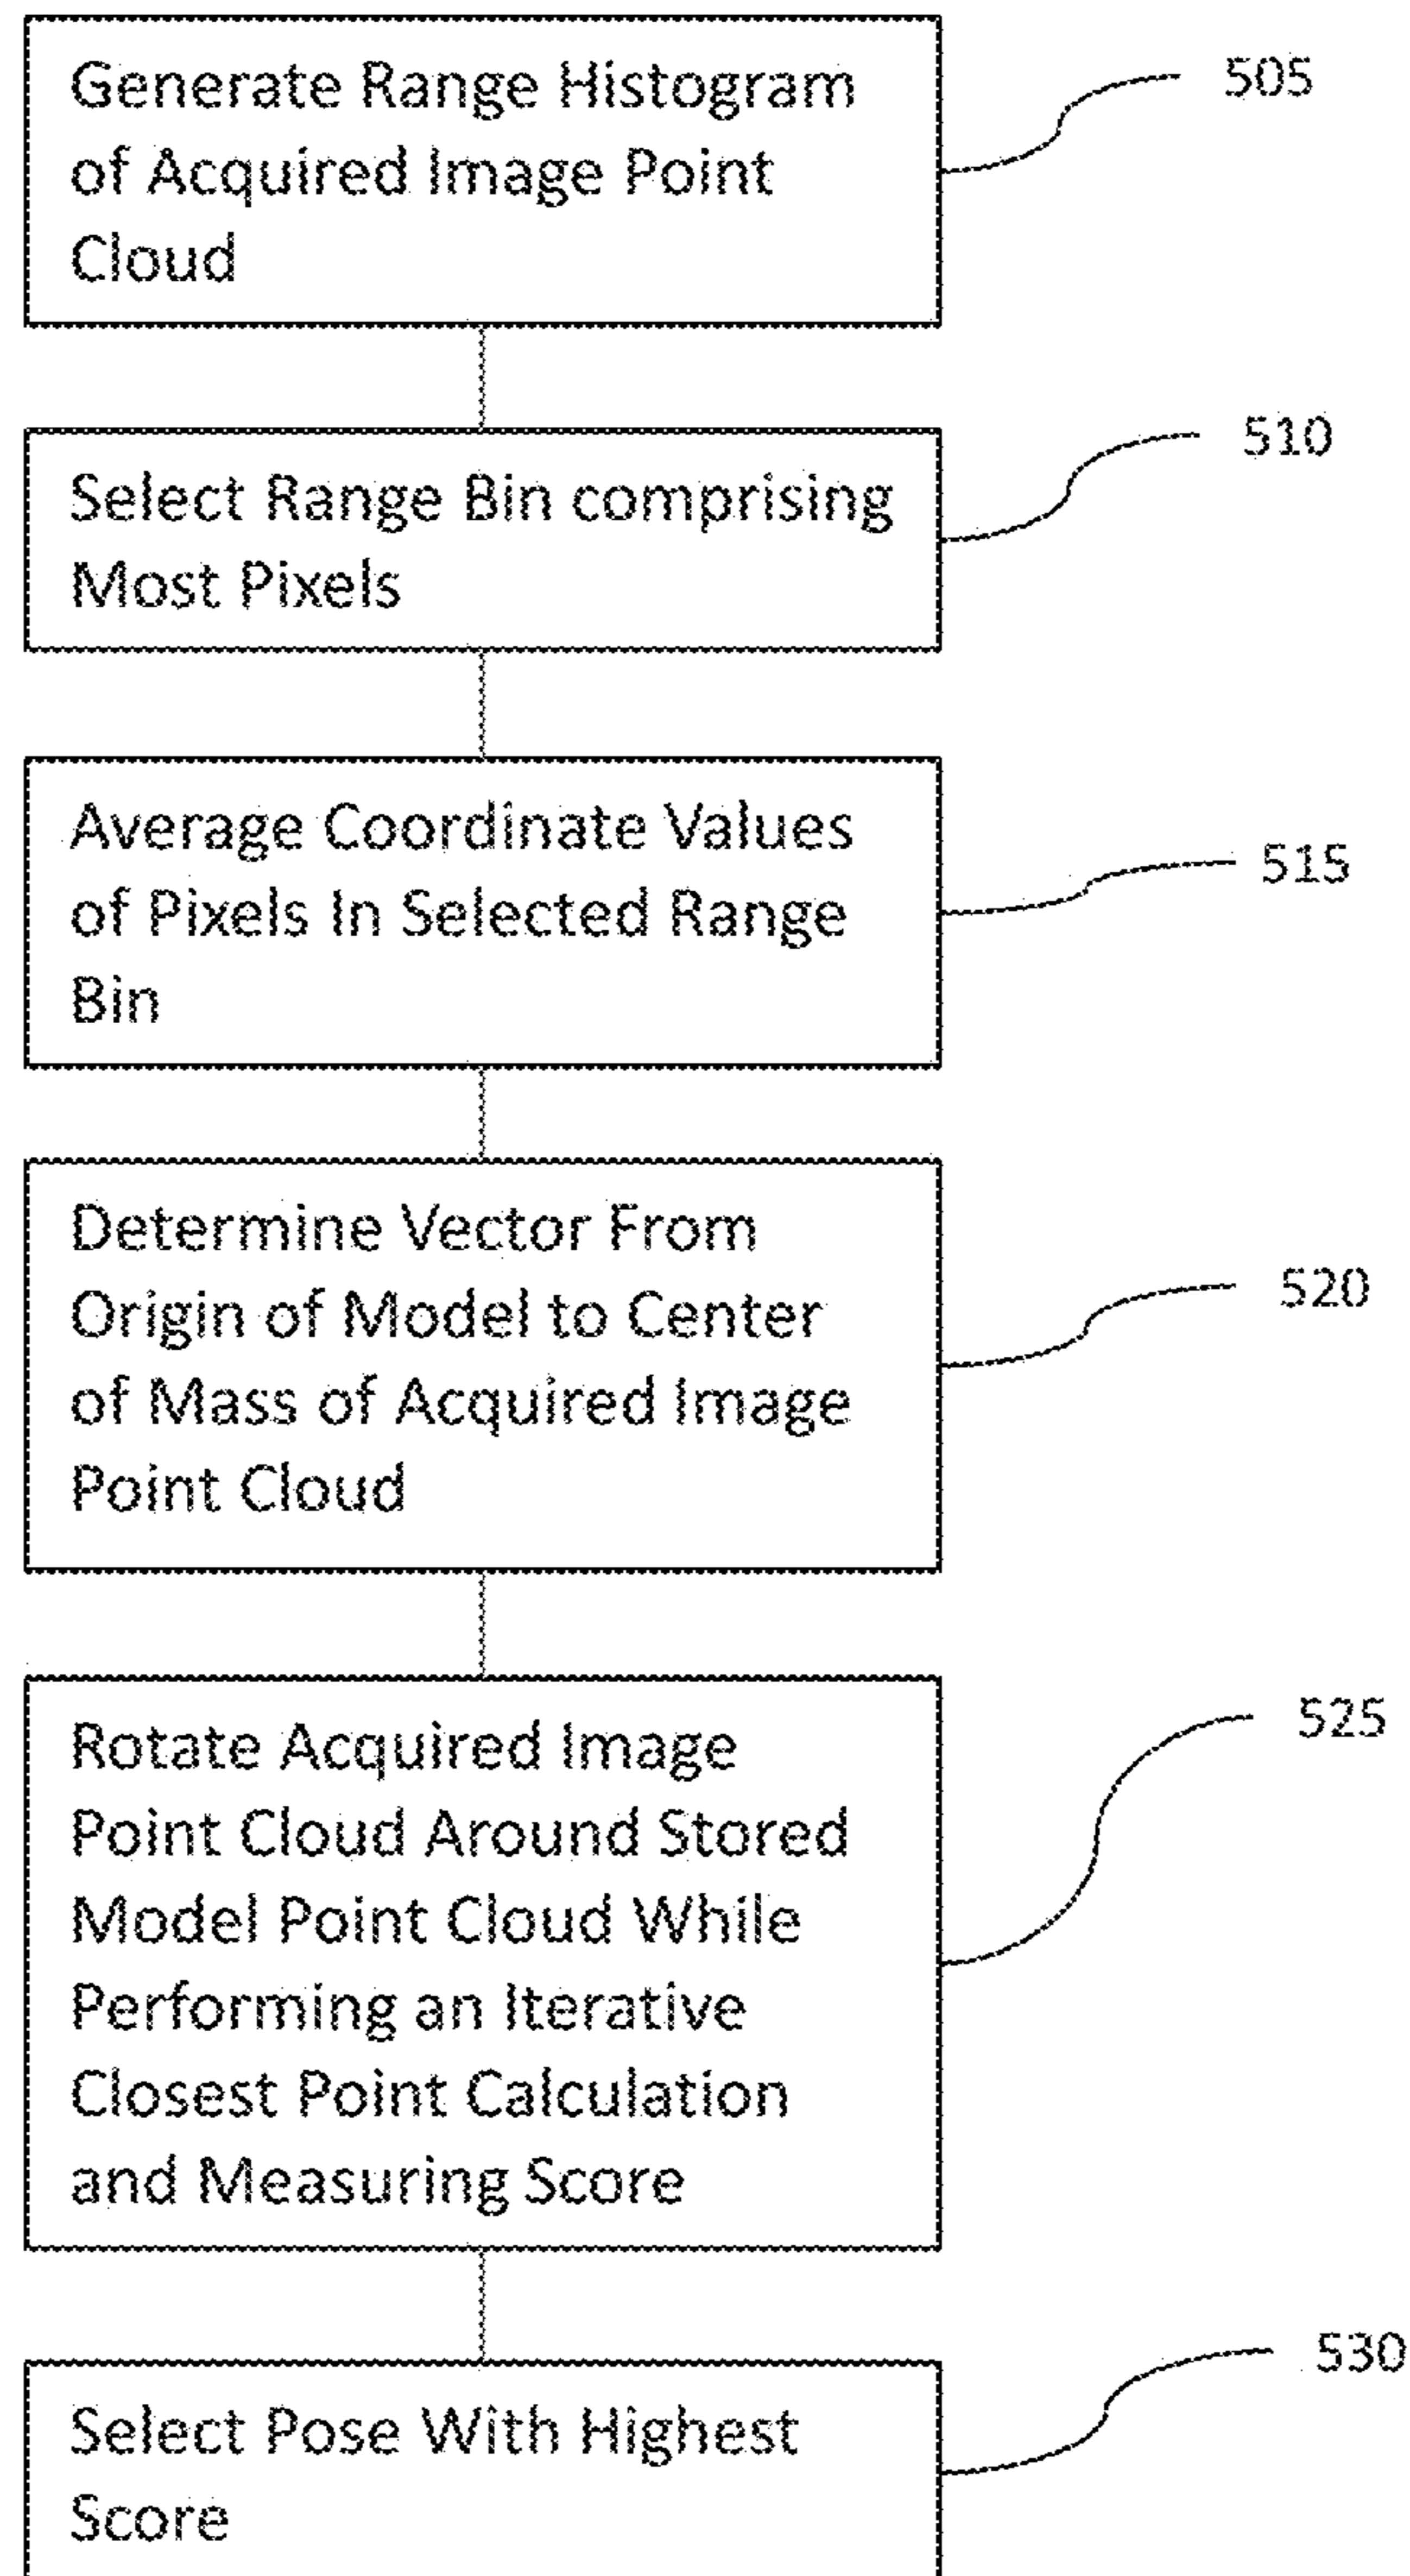 Generate Range Histogram
of Acquired Image Point
Cloud
505
Select Range Bin comprising
Most Pixels
510
Average Coordinate Values
of Pixels In Selected Range
Bin
515
Determine Vector From
Origin of Model to Center
of Mass of Acquired Image
Point Cloud
520
Rotate Acquired Image
Point Cloud Around Stored
Model Point Cloud While
Performing an Iterative
Closest Point Calculation
and Measuring Score
525
Select Pose With Highest
Score
530